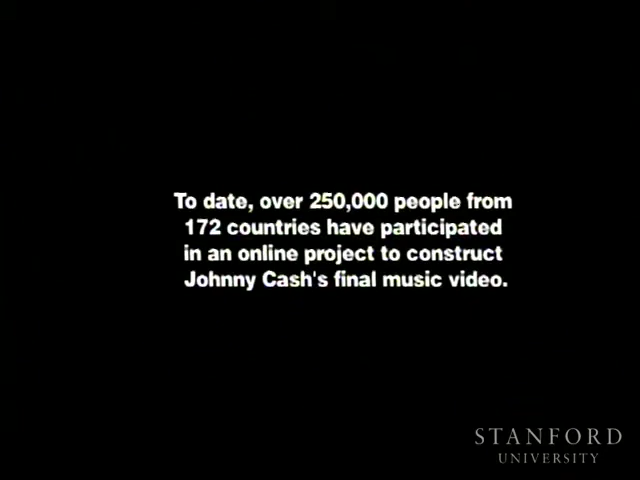 To date, over 250,000 people from
172 countries have participated
in an online project to construct
Johnny Cash's final music video.
STANFORD
UNIVERSITY